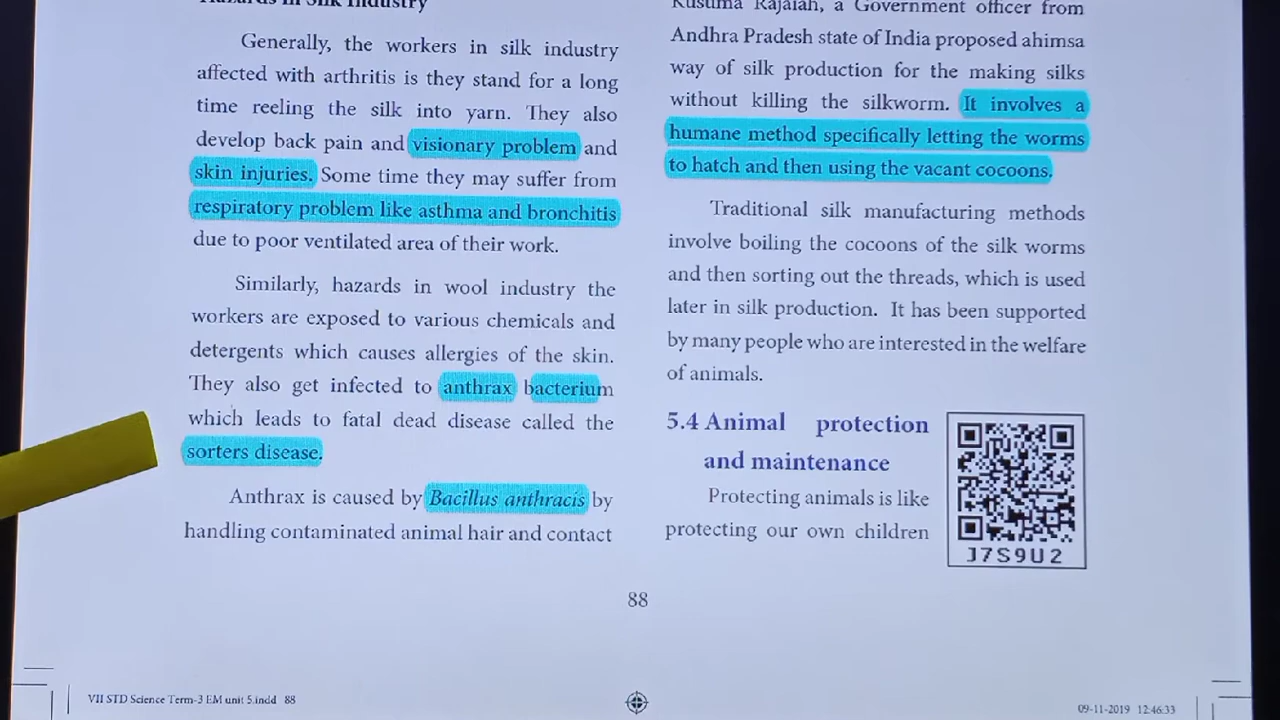 Hazards in Silk Industry
Generally, the workers in silk industry
affected with arthritis is they stand for a long
time reeling the silk into yarn. They also
develop back pain and visionary problem and
skin injuries. Some time they may suffer from
respiratory problem like asthma and bronchitis
due to poor ventilated area of their work.
Similarly, hazards in wool industry the
workers are exposed to various chemicals and
detergents which causes allergies of the skin.
They also get infected to anthrax bacterium
which leads to fatal dead disease called the
sorters disease.
Anthrax is caused by Bacillus anthracis by
handling contaminated animal hair and contact
Kusuma Rajaiah, a Government officer from
Andhra Pradesh state of India proposed ahimsa
way of silk production for the making silks
without killing the silkworm. It involves a
humane method specifically letting the worms
to hatch and then using the vacant cocoons.
Traditional silk manufacturing methods
involve boiling the cocoons of the silk worms
and then sorting out the threads, which is used
later in silk production. It has been supported
by many people who are interested in the welfare
of animals.
5.4 Animal protection
and maintenance
Protecting animals is like
protecting our own children
J7S9U2
88
VII STD Science Term-3 EM unit 5.indd 88
09-11-2019 12:46:33